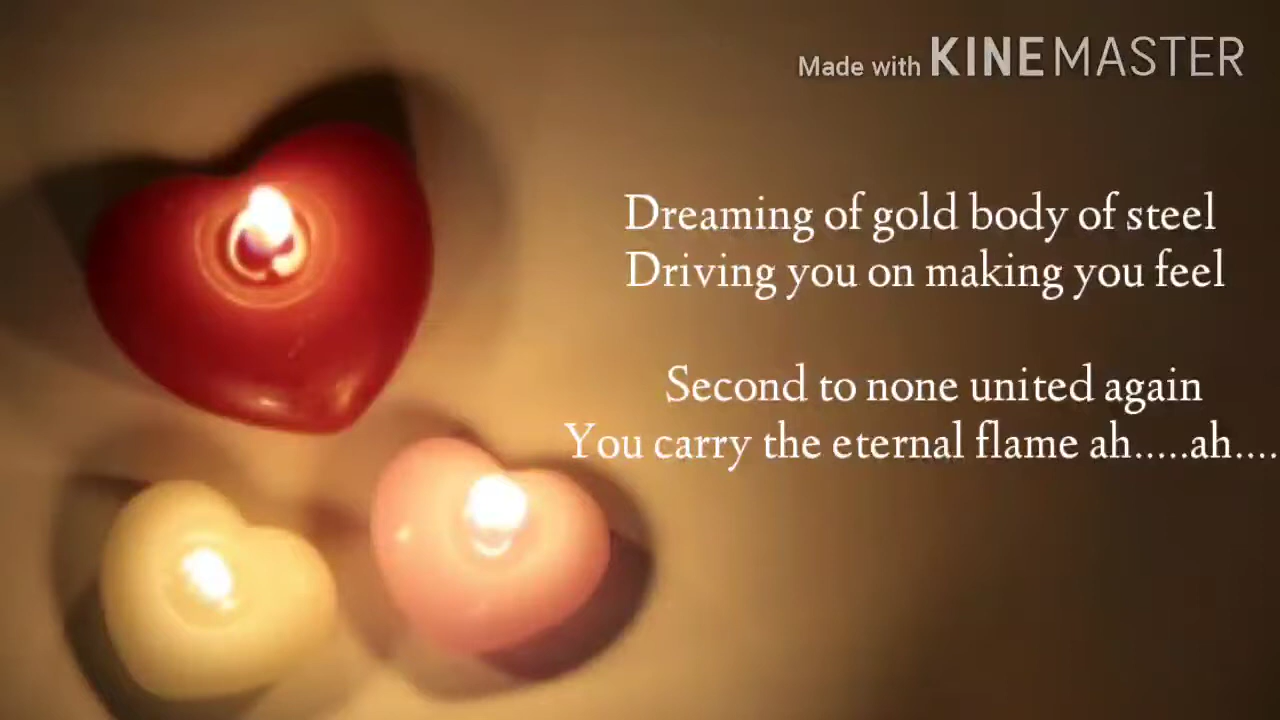 Made with KINEMASTER
Dreaming of gold body of steel
Driving you on making you feel
Second to none united again
You carry the eternal flame ah.....ah....